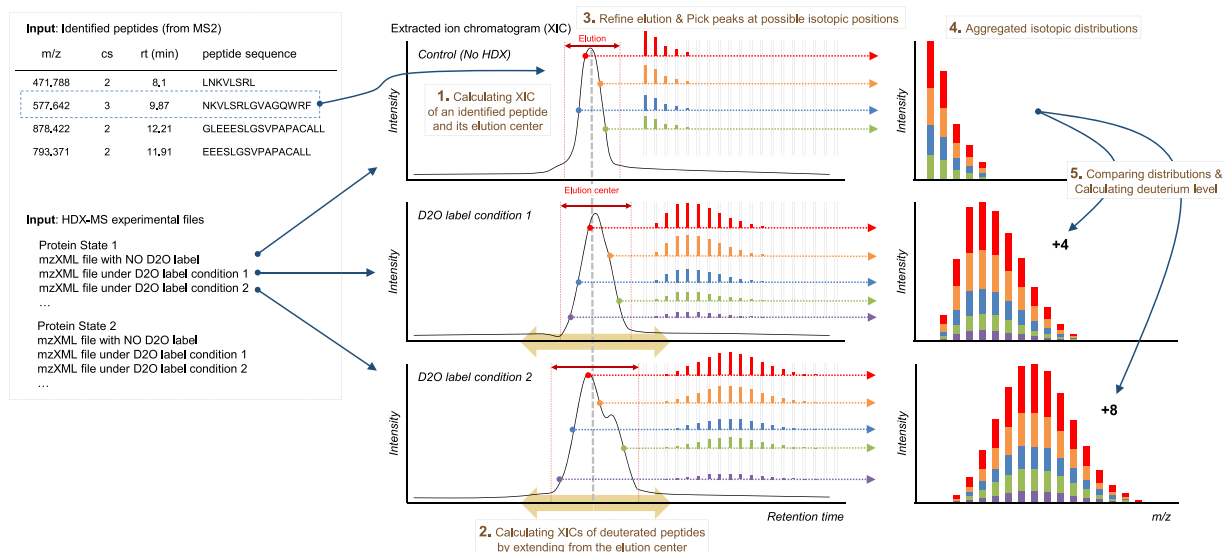 Input: Identified peptides (from MS2)
m/z cs rt (min) peptide sequence
471.788 2 8.1 LNKVLSRL
577.642 3 9.87 NKVLSRLGVAGQWRF
878.422 2 12.21 GLEEESLGSVPAPACALL
793.371 2 11.91 EEESLGSVPAPACALL
Input: HDX-MS experimental files
Protein State 1
mzXML file with NO D2O label
mzXML file under D2O label condition 1
mzXML file under D2O label condition 2
...
Protein State 2
mzXML file with NO D2O label
mzXML file under D2O label condition 1
mzXML file under D2O label condition 2
...
Extracted ion chromatogram (XIC)
3. Refine elution & Pick peaks at possible isotopic positions
Control (No HDX)
Elution
Intensity
1. Calculating XIC
of an identified peptide
and its elution center
Elution center
D2O label condition 1
Intensity
D2O label condition 2
Intensity
Retention time
2. Calculating XICs of deuterated peptides
by extending from the elution center
4. Aggregated isotopic distributions
Intensity
5. Comparing distributions &
Calculating deuterium level
Intensity
+4
Intensity
+8
m/z